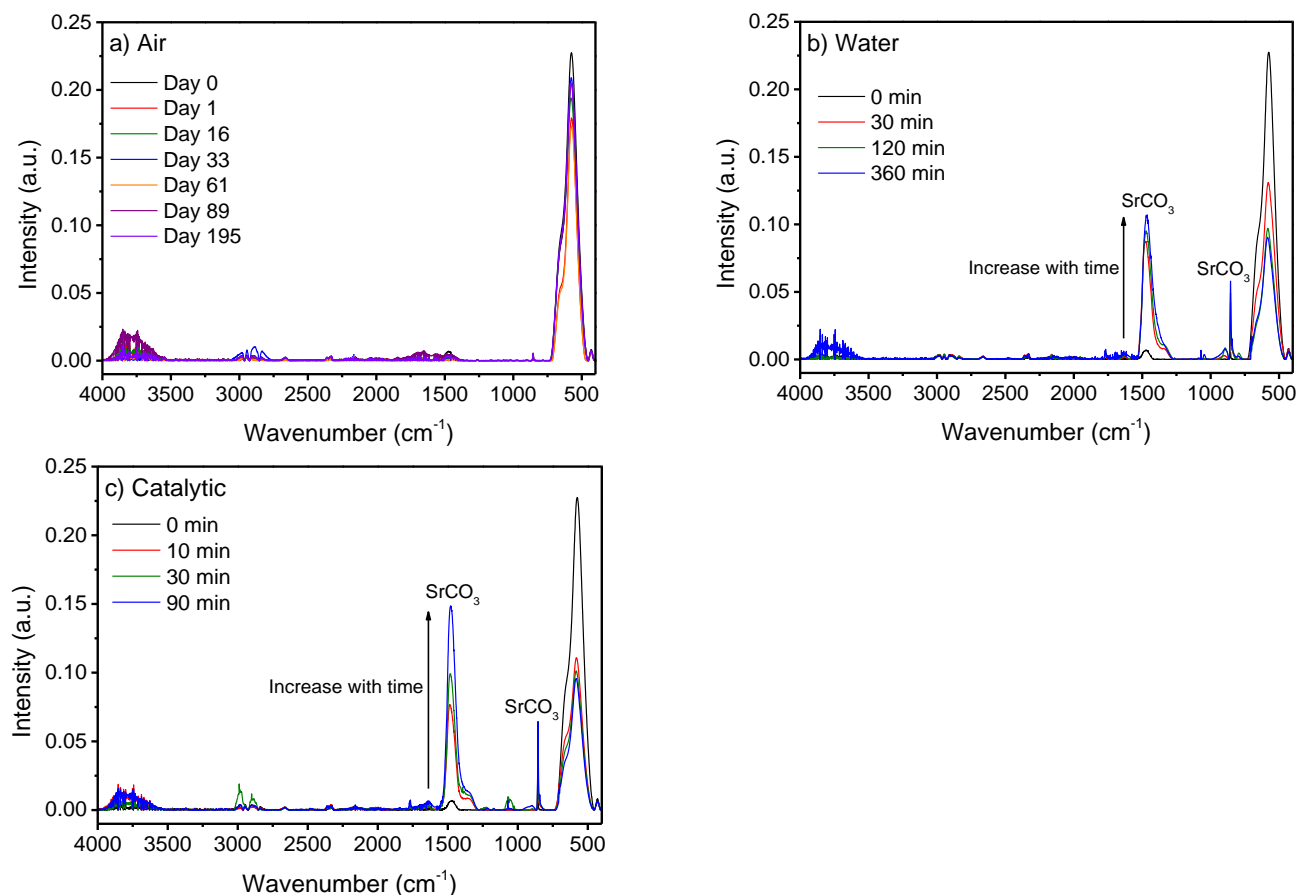 a) Air
Day 0
Day 1
Day 16
Day 33
Day 61
Day 89
Day 195
Intensity (a.u.)
0.25
0.20
0.15
0.10
0.05
0.00
4000 3500 3000 2500 2000 1500 1000 500
Wavenumber (cm⁻¹)
b) Water
0 min
30 min
120 min
360 min
SrCO₃
Increase with time
SrCO₃
Intensity (a.u.)
0.25
0.20
0.15
0.10
0.05
0.00
4000 3500 3000 2500 2000 1500 1000 500
Wavenumber (cm⁻¹)
c) Catalytic
0 min
10 min
30 min
90 min
SrCO₃
Increase with time
SrCO₃
Intensity (a.u.)
0.25
0.20
0.15
0.10
0.05
0.00
4000 3500 3000 2500 2000 1500 1000 500
Wavenumber (cm⁻¹)